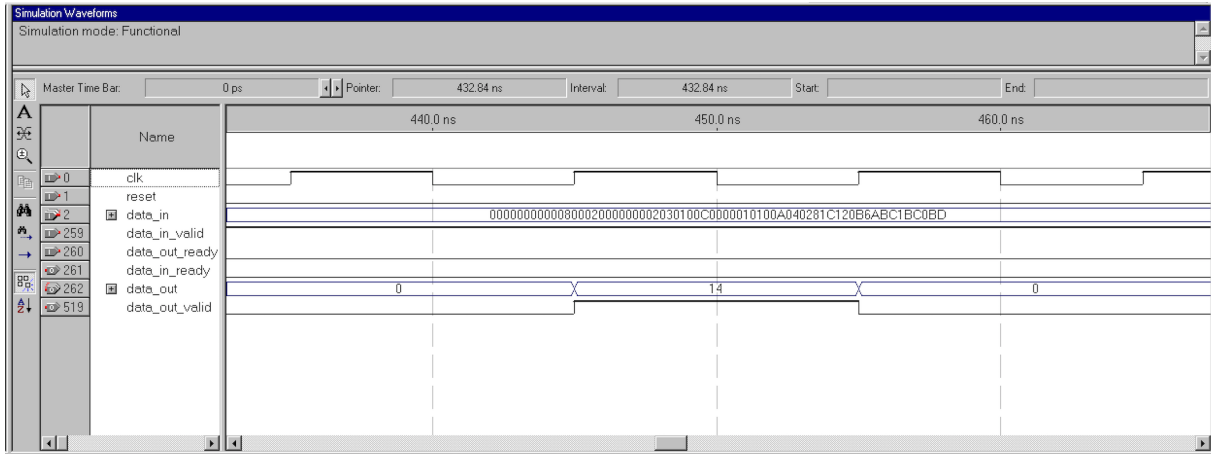 Simulation Waveforms
Simulation mode: Functional
Master Time Bar: 0 ps Pointer: 432.84 ns Interval: 432.84 ns Start: End:
A
Name
440.0 ns 450.0 ns 460.0 ns
0 clk
1 reset
2 data_in 0000000000080002000000002030100C0000010100A040281C120B6ABC1BC0BD
259 data_in_valid
260 data_out_ready
261 data_in_ready
262 data_out 0 14 0
519 data_out_valid